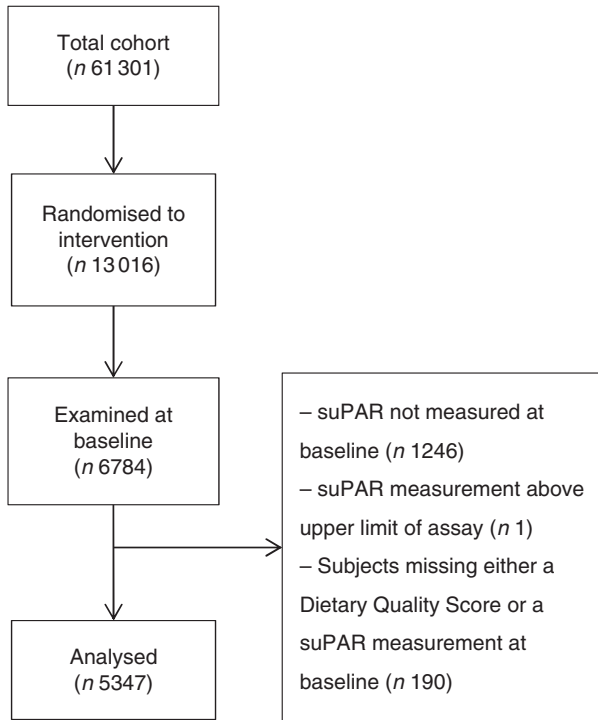 Total cohort
(n 61 301)
Randomised to
intervention
(n 13 016)
Examined at
baseline
(n 6784)
– suPAR not measured at
baseline (n 1246)
– suPAR measurement above
upper limit of assay (n 1)
– Subjects missing either a
Dietary Quality Score or a
suPAR measurement at
baseline (n 190)
Analysed
(n 5347)